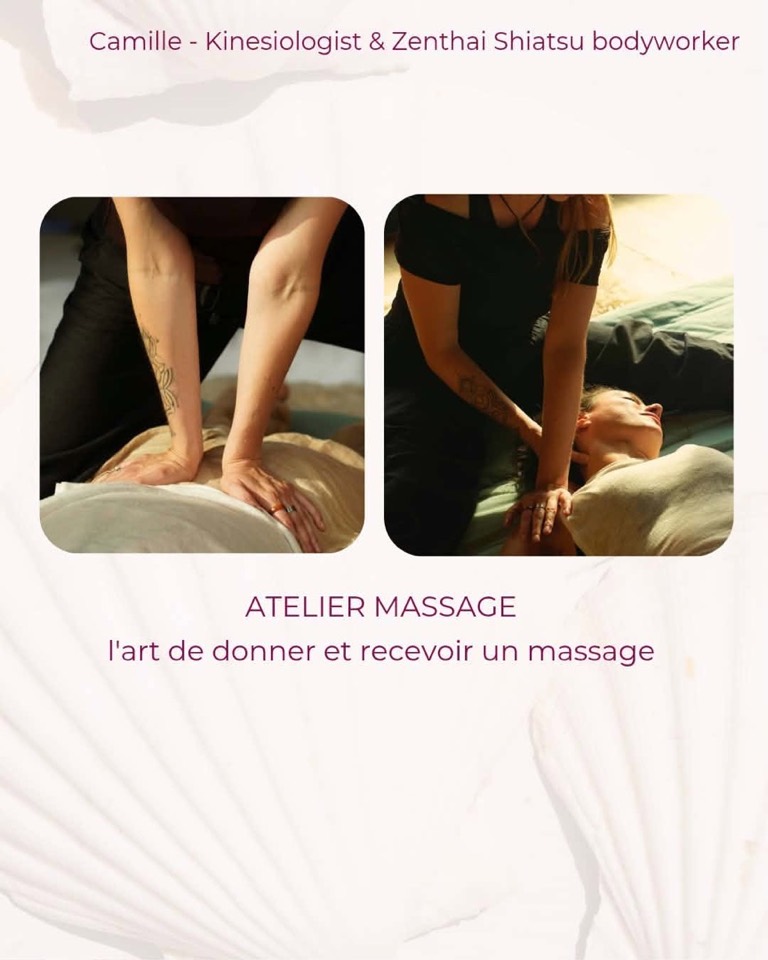 Camille - Kinesiologist & Zenthai Shiatsu bodyworker
ATELIER MASSAGE
l'art de donner et recevoir un massage